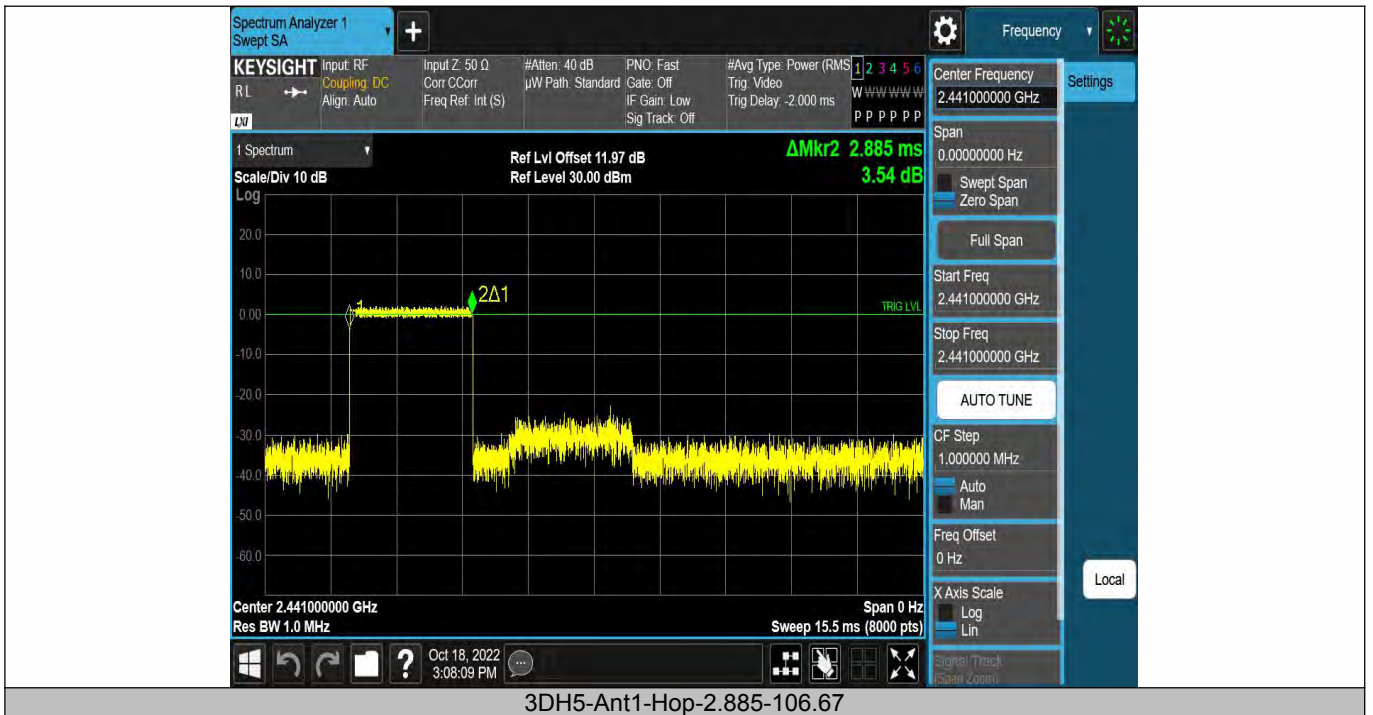 Spectrum Analyzer 1
Swept SA
+
Frequency
KEYSIGHT
RL
LXI
Input: RF
Coupling: DC
Align: Auto
Input Z: 50 Ω
Corr CCorr
Freq Ref: Int (S)
#Atten: 40 dB
µW Path: Standard
PNO: Fast
Gate: Off
IF Gain: Low
Sig Track: Off
#Avg Type: Power (RMS
Trig: Video
Trig Delay: -2.000 ms
1 2 3 4 5 6
W W W W W W
P P P P P P
1 Spectrum
Scale/Div 10 dB
Log
Ref Lvl Offset 11.97 dB
Ref Level 30.00 dBm
ΔMkr2 2.885 ms
3.54 dB
20.0
10.0
0.00
-10.0
-20.0
-30.0
-40.0
-50.0
-60.0
1
2Δ1
TRIG LVL
Center 2.441000000 GHz
Res BW 1.0 MHz
Span 0 Hz
Sweep 15.5 ms (8000 pts)
Center Frequency
2.441000000 GHz
Settings
Span
0.00000000 Hz
Swept Span
Zero Span
Full Span
Start Freq
2.441000000 GHz
Stop Freq
2.441000000 GHz
AUTO TUNE
CF Step
1.000000 MHz
Auto
Man
Freq Offset
0 Hz
X Axis Scale
Log
Lin
Signal Track
(Span Zoom)
Local
?
Oct 18, 2022
3:08:09 PM
3DH5-Ant1-Hop-2.885-106.67